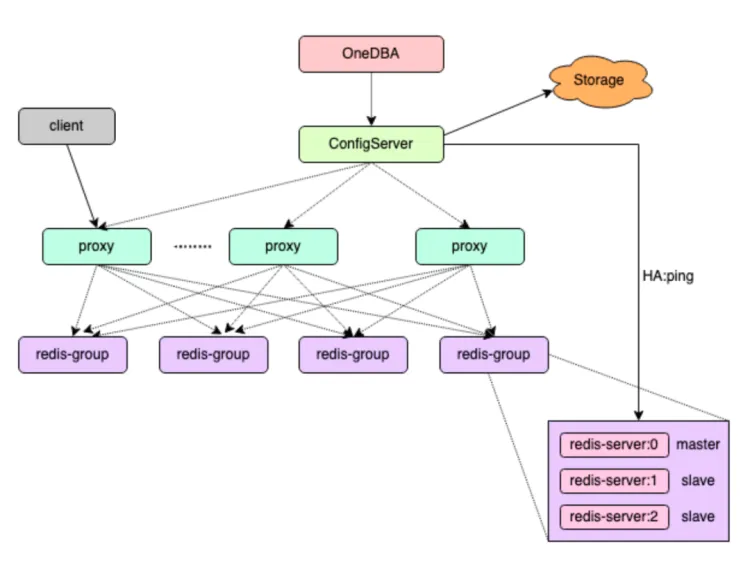 OneDBA
Storage
client
ConfigServer
proxy
proxy
proxy
HA:ping
redis-group
redis-group
redis-group
redis-group
redis-server:0 master
redis-server:1 slave
redis-server:2 slave